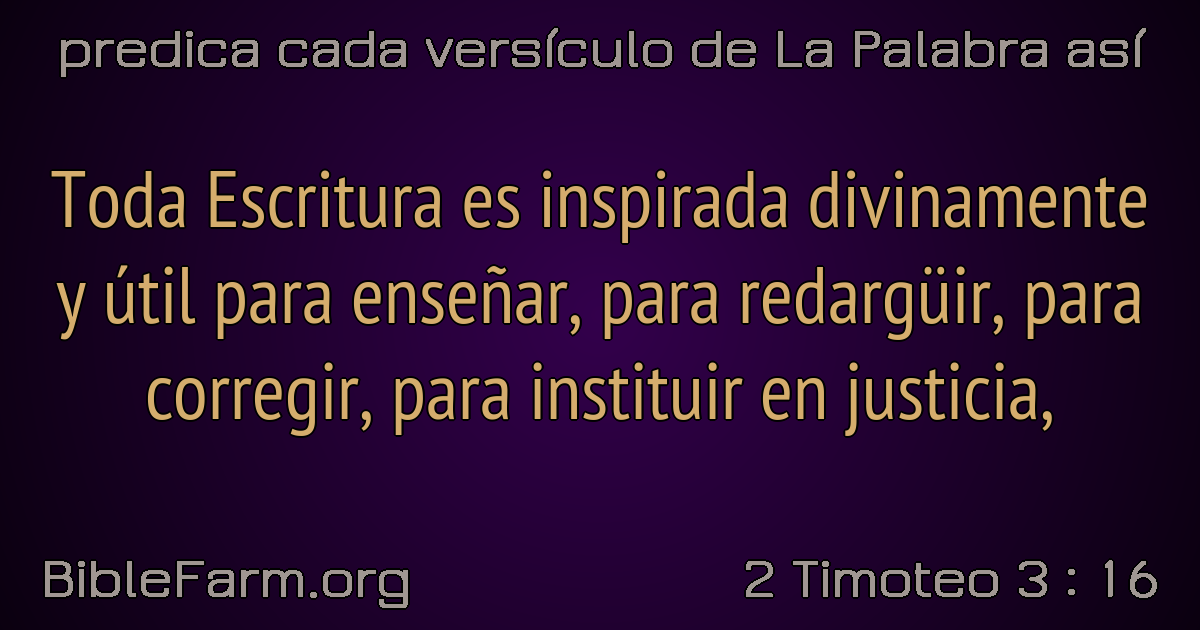 predica cada versículo de La Palabra así
Toda Escritura es inspirada divinamente
y útil para enseñar, para redargüir, para
corregir, para instituir en justicia,
BibleFarm.org
2 Timoteo 3 : 16